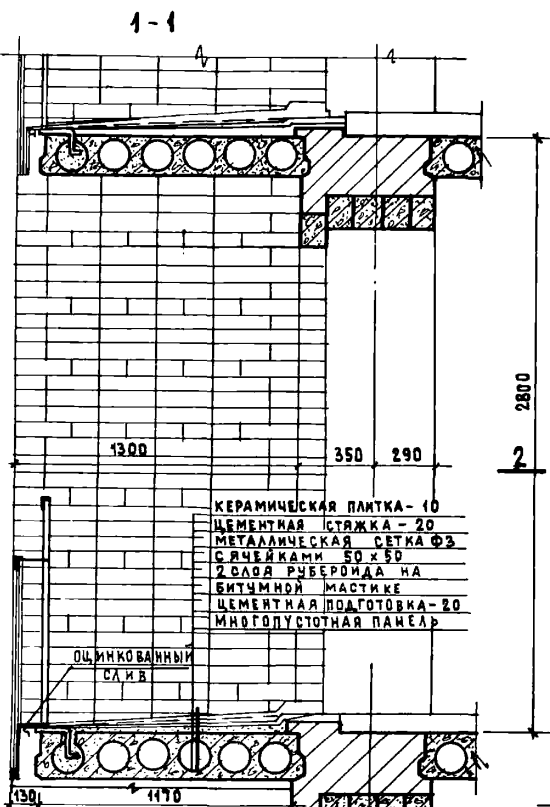 1-1
2800
1300
350
290
2
КЕРАМИЧЕСКАЯ ПЛИТКА- 10
ЦЕМЕНТНАЯ СТЯЖКА - 20
МЕТАЛЛИЧЕСКАЯ СЕТКА Ф3
С ЯЧЕЙКАМИ 50 х 50
2 СЛОЯ РУБЕРОИДА НА
БИТУМНОЙ МАСТИКЕ
ЦЕМЕНТНАЯ ПОДГОТОВКА-20
МНОГОПУСТОТНАЯ ПАНЕЛЬ
ОЦИНКОВАННЫЙ
СЛИВ
130
1170